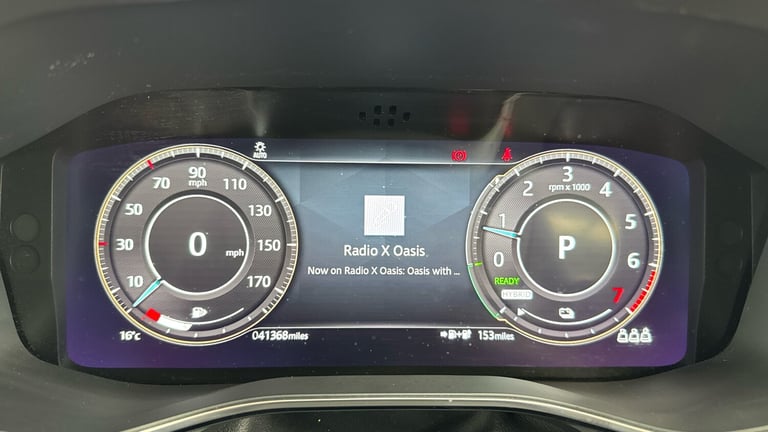 AUTO
10
30
50
70
90
mph
110
130
150
170
0
mph
Radio X Oasis
Now on Radio X Oasis: Oasis with ...
0
1
2
3
rpm x 1000
4
5
6
7
P
READY
HYBRID
16°c
041368miles
153miles